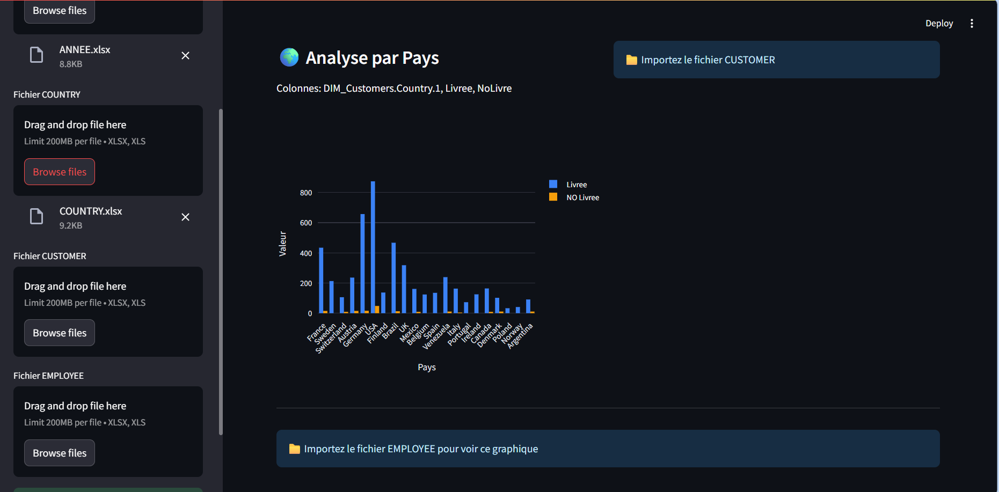 Browse files
ANNEE.xlsx
8.8KB
Fichier COUNTRY
Drag and drop file here
Limit 200MB per file • XLSX, XLS
Browse files
COUNTRY.xlsx
9.2KB
Fichier CUSTOMER
Drag and drop file here
Limit 200MB per file • XLSX, XLS
Browse files
Fichier EMPLOYEE
Drag and drop file here
Limit 200MB per file • XLSX, XLS
Browse files
Deploy
Analyse par Pays
Colonnes: DIM_Customers.Country.1, Livree, NoLivre
Importez le fichier CUSTOMER
Livree
NO Livree
Valeur
800
600
400
200
0
France
Sweden
Switzerland
Austria
Germany
USA
Finland
Brazil
UK
Mexico
Belgium
Spain
Venezuela
Italy
Portugal
Ireland
Canada
Denmark
Poland
Norway
Argentina
Pays
Importez le fichier EMPLOYEE pour voir ce graphique